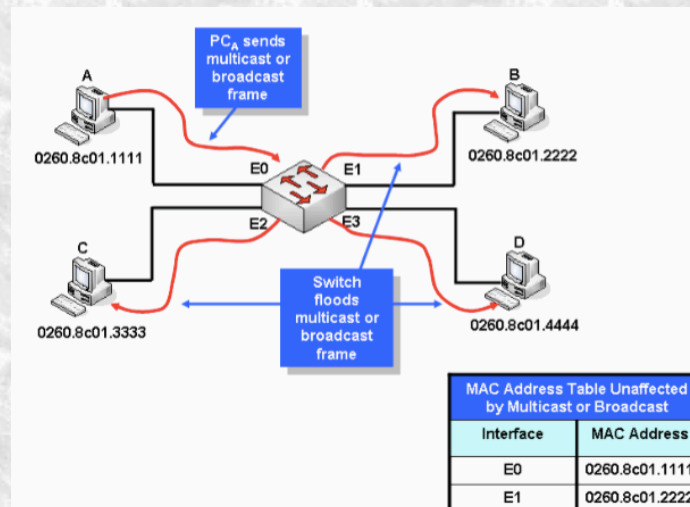 PCA sends
multicast or
broadcast
frame
A
B
0260.8c01.1111
0260.8c01.2222
E0
E1
E2
E3
C
D
0260.8c01.3333
0260.8c01.4444
Switch
floods
multicast or
broadcast
frame
MAC Address Table Unaffected
by Multicast or Broadcast
Interface MAC Address
E0 0260.8c01.1111
E1 0260.8c01.2222